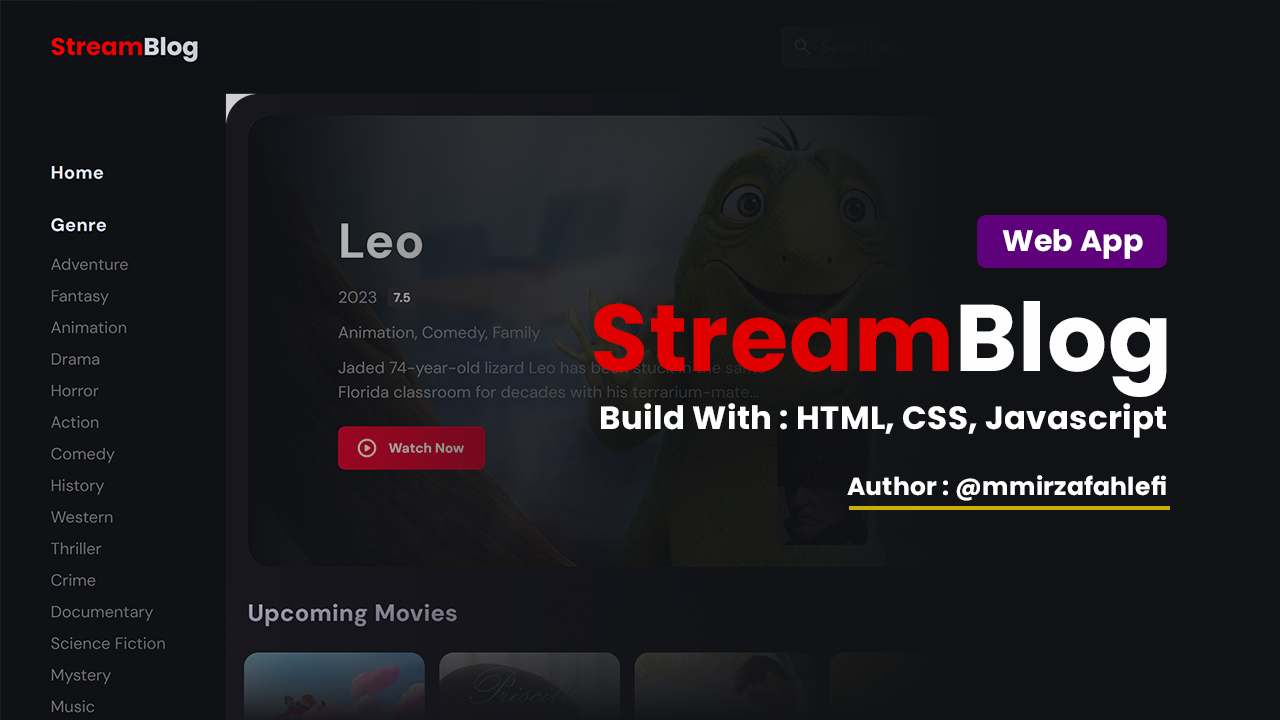 StreamBlog
Search
Home
Genre
Adventure
Fantasy
Animation
Drama
Horror
Action
Comedy
History
Western
Thriller
Crime
Documentary
Science Fiction
Mystery
Music
Leo
2023 7.5
Animation, Comedy, Family
Jaded 74-year-old lizard Leo has been stuck in the same
Florida classroom for decades with his terrarium-mate...
Watch Now
Upcoming Movies
Priscilla
Web App
StreamBlog
Build With : HTML, CSS, Javascript
Author : @mmirzafahlefi